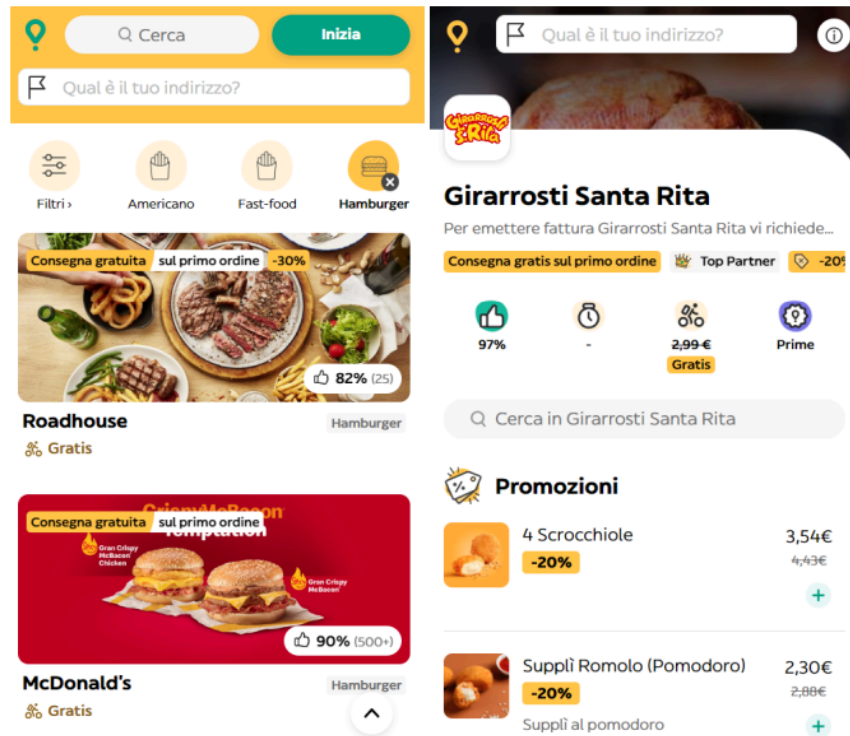 Cerca
Inizia
Qual è il tuo indirizzo?
Filtri ›
Americano
Fast-food
Hamburger
Consegna gratuita sul primo ordine -30%
82% (25)
Roadhouse
Hamburger
Gratis
CrispyMcBacon
Temptation
Consegna gratuita sul primo ordine
Gran Crispy
McBacon
Chicken
Gran Crispy
McBacon
90% (500+)
McDonald's
Hamburger
Gratis
Qual è il tuo indirizzo?
Girarrosti
S. Rita
Girarrosti Santa Rita
Per emettere fattura Girarrosti Santa Rita vi richiede...
Consegna gratis sul primo ordine
Top Partner
97%
-
2,99 €
Gratis
Prime
Cerca in Girarrosti Santa Rita
Promozioni
4 Scrocchiole
3,54€
-20%
4,43€
+
Supplì Romolo (Pomodoro)
2,30€
-20%
2,88€
Supplì al pomodoro
+